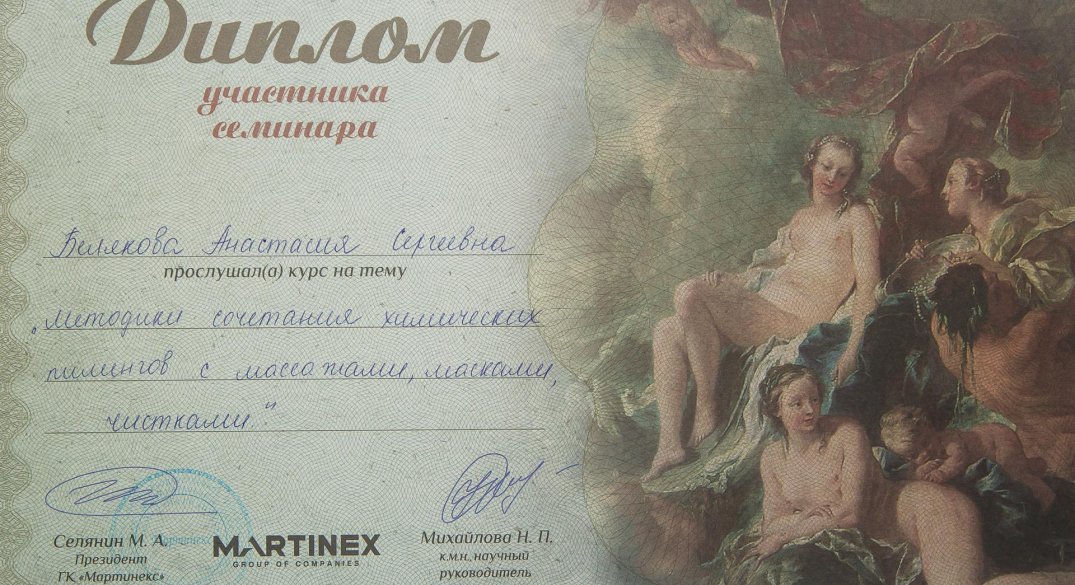 Диплом
участника
семинара
Белякова Анастасия Сергеевна
прослушал(а) курс на тему
"Методики сочетания химических
пилингов с массажами, масками,
чистками."
Селянин М. А.
Президент
ГК «Мартинекс»
Мартинекс
MARTINEX
GROUP OF COMPANIES
Михайлова Н. П.
к.м.н., научный
руководитель